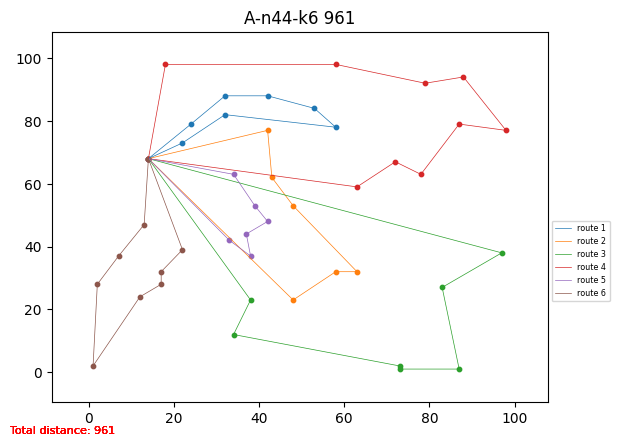 A-n44-k6 961
100
80
60
40
20
0
0 20 40 60 80 100
route 1
route 2
route 3
route 4
route 5
route 6
Total distance: 961